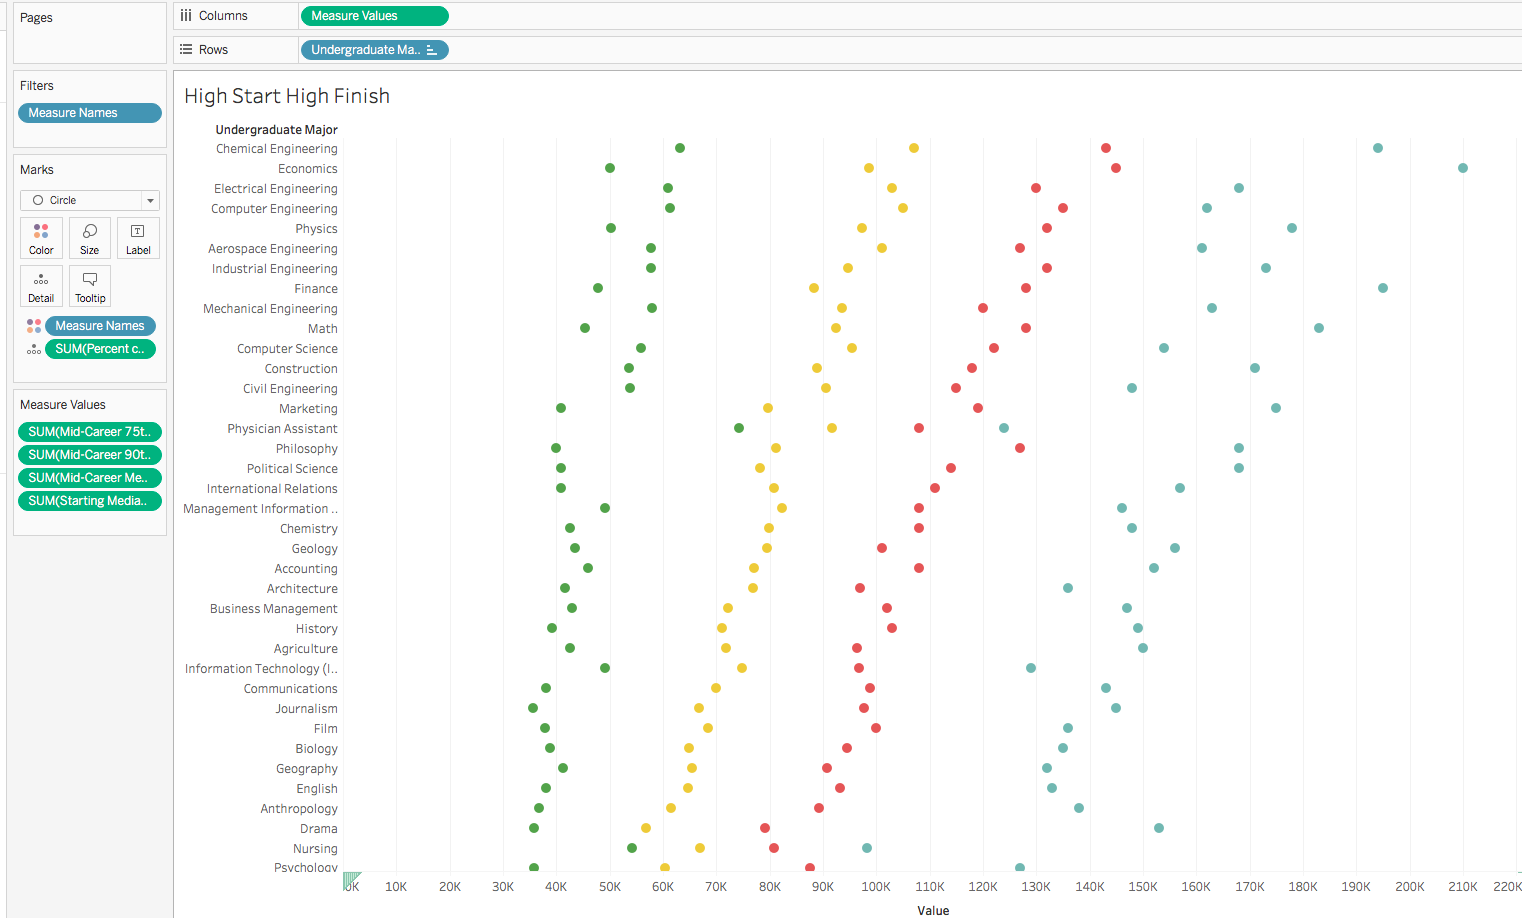 Pages
Columns
Measure Values
Rows
Undergraduate Ma..
Filters
Measure Names
Marks
Circle
Color
Size
Label
Detail
Tooltip
Measure Names
SUM(Percent c..
Measure Values
SUM(Mid-Career 75t..
SUM(Mid-Career 90t..
SUM(Mid-Career Me..
SUM(Starting Media..
High Start High Finish
Undergraduate Major
Chemical Engineering
Economics
Electrical Engineering
Computer Engineering
Physics
Aerospace Engineering
Industrial Engineering
Finance
Mechanical Engineering
Math
Computer Science
Construction
Civil Engineering
Marketing
Physician Assistant
Philosophy
Political Science
International Relations
Management Information ..
Chemistry
Geology
Accounting
Architecture
Business Management
History
Agriculture
Information Technology (I..
Communications
Journalism
Film
Biology
Geography
English
Anthropology
Drama
Nursing
Psychology
0K 10K 20K 30K 40K 50K 60K 70K 80K 90K 100K 110K 120K 130K 140K 150K 160K 170K 180K 190K 200K 210K 220K
Value